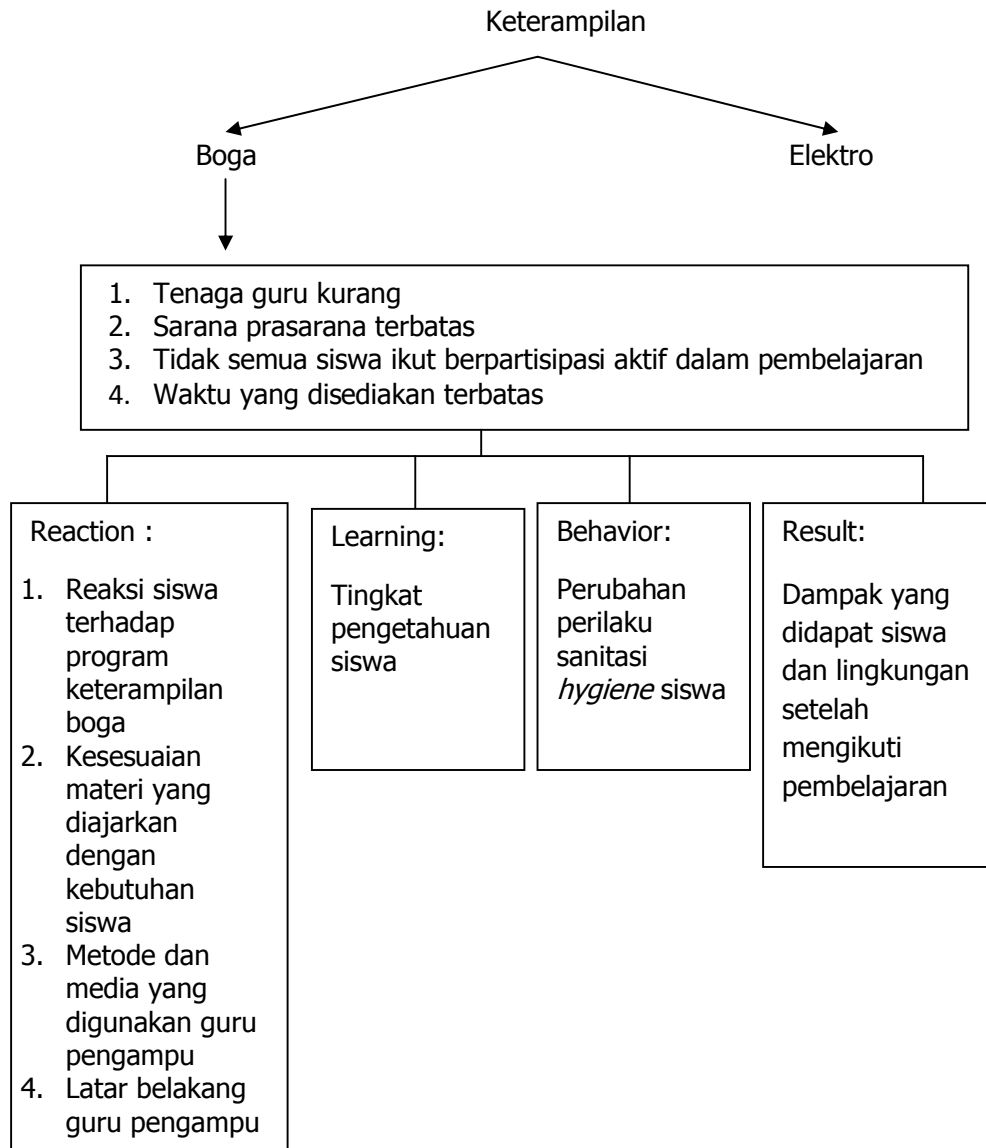 Keterampilan
Boga
Elektro
1. Tenaga guru kurang
2. Sarana prasarana terbatas
3. Tidak semua siswa ikut berpartisipasi aktif dalam pembelajaran
4. Waktu yang disediakan terbatas
Reaction :
1. Reaksi siswa
terhadap
program
keterampilan
boga
2. Kesesuaian
materi yang
diajarkan
dengan
kebutuhan
siswa
3. Metode dan
media yang
digunakan guru
pengampu
4. Latar belakang
guru pengampu
Learning:
Tingkat
pengetahuan
siswa
Behavior:
Perubahan
perilaku
sanitasi
hygiene siswa
Result:
Dampak yang
didapat siswa
dan lingkungan
setelah
mengikuti
pembelajaran